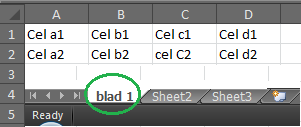 A B C D
1 Cel a1 Cel b1 Cel c1 Cel d1
2 Cel a2 Cel b2 cel C2 Cel d2
3
4 blad 1 Sheet2 Sheet3
5 Ready